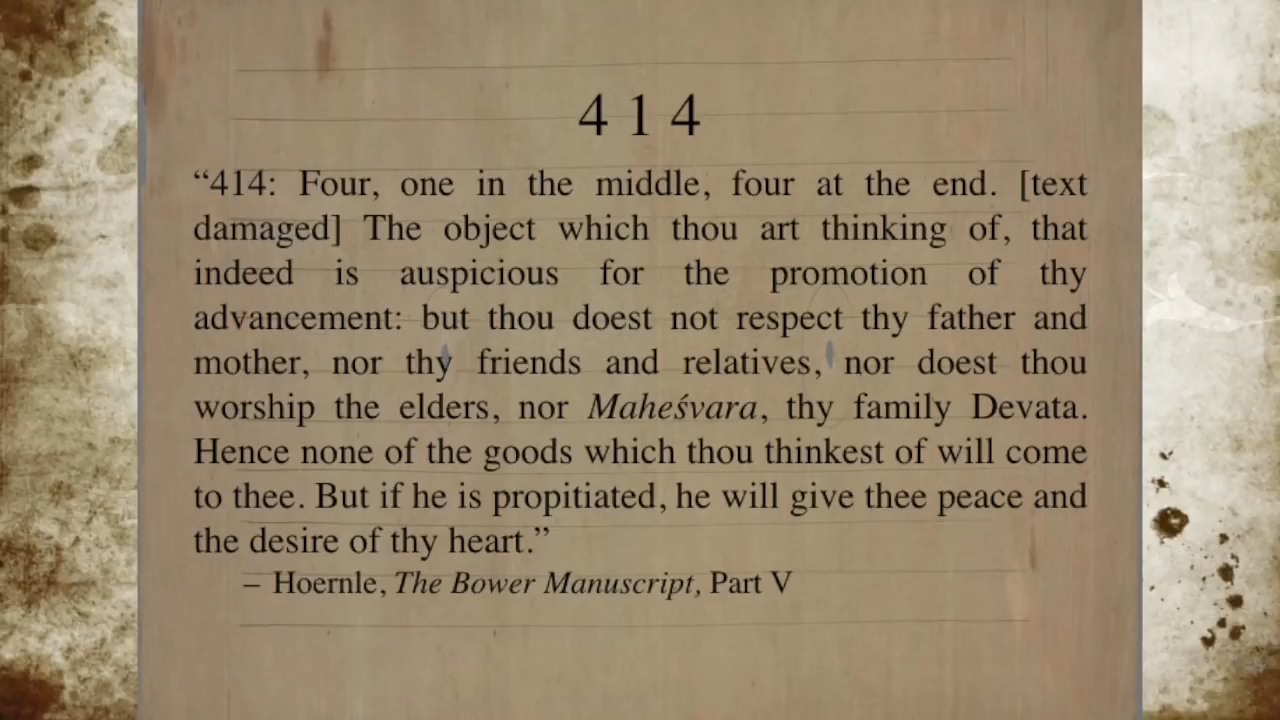 4 1 4
“414: Four, one in the middle, four at the end. [text
damaged] The object which thou art thinking of, that
indeed is auspicious for the promotion of thy
advancement: but thou doest not respect thy father and
mother, nor thy friends and relatives, nor doest thou
worship the elders, nor Maheśvara, thy family Devata.
Hence none of the goods which thou thinkest of will come
to thee. But if he is propitiated, he will give thee peace and
the desire of thy heart.”
– Hoernle, The Bower Manuscript, Part V